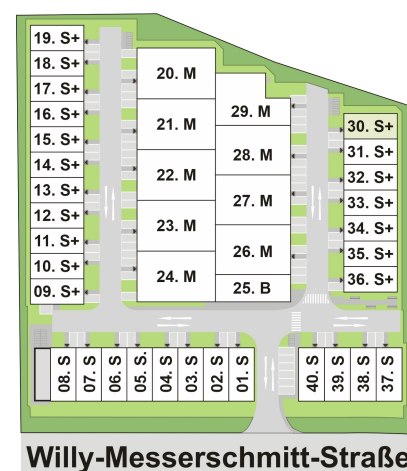 19. S+
18. S+
17. S+
16. S+
15. S+
14. S+
13. S+
12. S+
11. S+
10. S+
09. S+
20. M
21. M
22. M
23. M
24. M
29. M
28. M
27. M
26. M
25. B
30. S+
31. S+
32. S+
33. S+
34. S+
35. S+
36. S+
08. S
07. S
06. S
05. S.
04. S
03. S
02. S
01. S
40. S
39. S
38. S
37. S
Willy-Messerschmitt-Straße